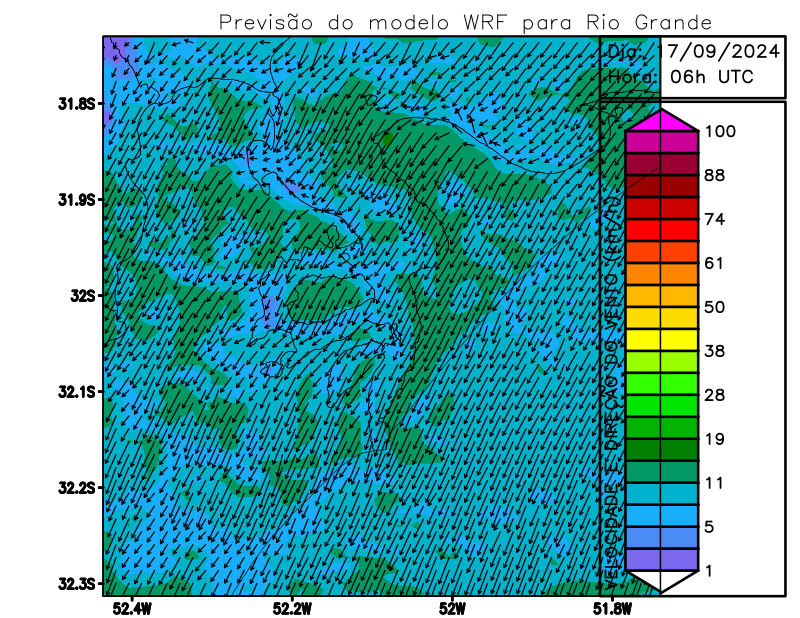 Previsão do modelo WRF para Rio Grande
Dia: 17/09/2024
Hora: 06h UTC
31.8S
31.9S
32S
32.1S
32.2S
32.3S
52.4W
52.2W
52W
51.8W
VELOCIDADE E DIREÇÃO DO VENTO
100
88
74
61
50
38
28
19
11
5
1